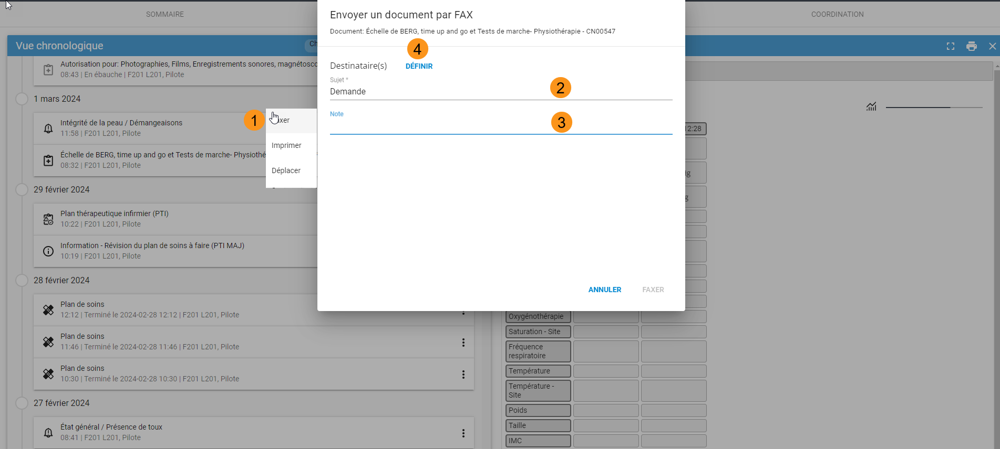 SOMMAIRE
COORDINATION
Envoyer un document par FAX
Document: Échelle de BERG, time up and go et Tests de marche- Physiothérapie - CN00547
Vue chronologique
Ch
4
Destinataire(s)
DÉFINIR
Sujet *
Demande
2
Note
3
ANNULER
FAXER
Autorisation pour: Photographies, Films, Enregistrements sonores, magnétosco
08:43 | En ébauche | F201 L201, Pilote
1 mars 2024
Intégrité de la peau / Démangeaisons
11:58 | F201 L201, Pilote
1
axer
Imprimer
Déplacer
Échelle de BERG, time up and go et Tests de marche- Physiothé
08:32 | F201 L201, Pilote
29 février 2024
Plan thérapeutique infirmier (PTI)
10:22 | F201 L201, Pilote
Information - Révision du plan de soins à faire (PTI MAJ)
10:19 | F201 L201, Pilote
28 février 2024
Plan de soins
12:12 | Terminé le 2024-02-28 12:12 | F201 L201, Pilote
Plan de soins
11:46 | Terminé le 2024-02-28 11:46 | F201 L201, Pilote
Plan de soins
10:30 | Terminé le 2024-02-28 10:30 | F201 L201, Pilote
27 février 2024
État général / Présence de toux
08:41 | F201 L201, Pilote
12:28
g
g
Oxygénothérapie
Saturation - Site
Fréquence
respiratoire
Température
Température -
Site
Poids
Taille
IMC